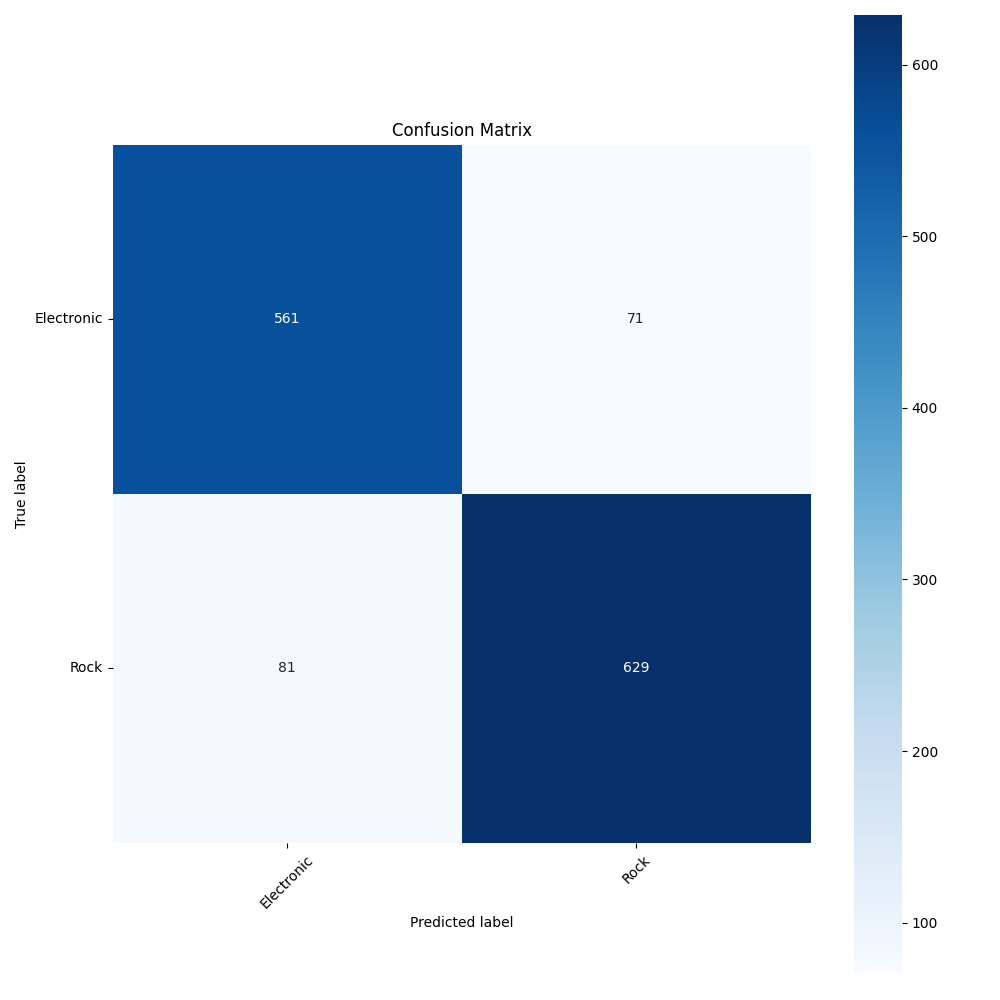 Confusion Matrix
600
500
400
300
200
100
True label
Electronic
561
71
Rock
81
629
Electronic
Rock
Predicted label